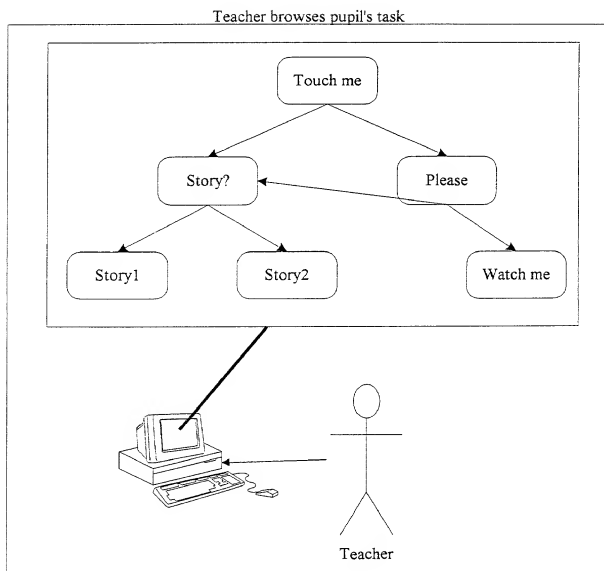 Teacher browses pupil's task
Touch me
Story?
Please
Story1
Story2
Watch me
Teacher